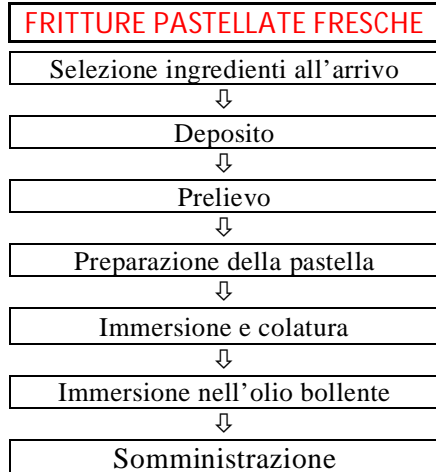 FRITTURE PASTELLATE FRESCHE
Selezione ingredienti all'arrivo
⇩
Deposito
⇩
Prelievo
⇩
Preparazione della pastella
⇩
Immersione e colatura
⇩
Immersione nell'olio bollente
⇩
Somministrazione